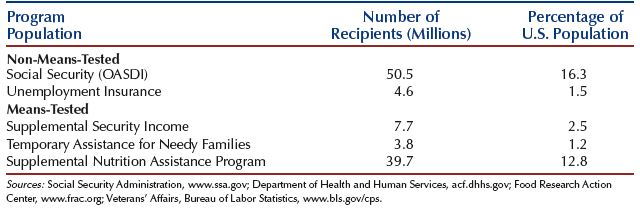 Program Population Number of Recipients (Millions) Percentage of U.S. Population
Non-Means-Tested
Social Security (OASDI) 50.5 16.3
Unemployment Insurance 4.6 1.5
Means-Tested
Supplemental Security Income 7.7 2.5
Temporary Assistance for Needy Families 3.8 1.2
Supplemental Nutrition Assistance Program 39.7 12.8
Sources: Social Security Administration, www.ssa.gov; Department of Health and Human Services, acf.dhhs.gov; Food Research Action
Center, www.frac.org; Veterans' Affairs, Bureau of Labor Statistics, www.bls.gov/cps.